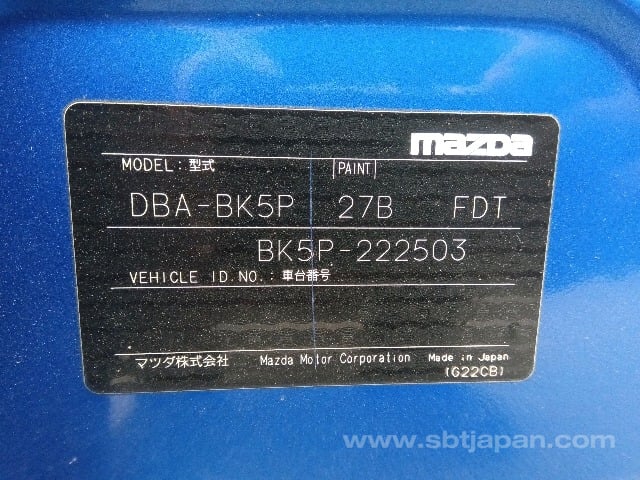 mazda
MODEL: 型式 PAINT
DBA-BK5P 27B FDT
BK5P-222503
VEHICLE ID.NO.: 車台番号
マツダ株式会社 Mazda Motor Corporation Made in Japan
(G22CB)
www.sbtjapan.com